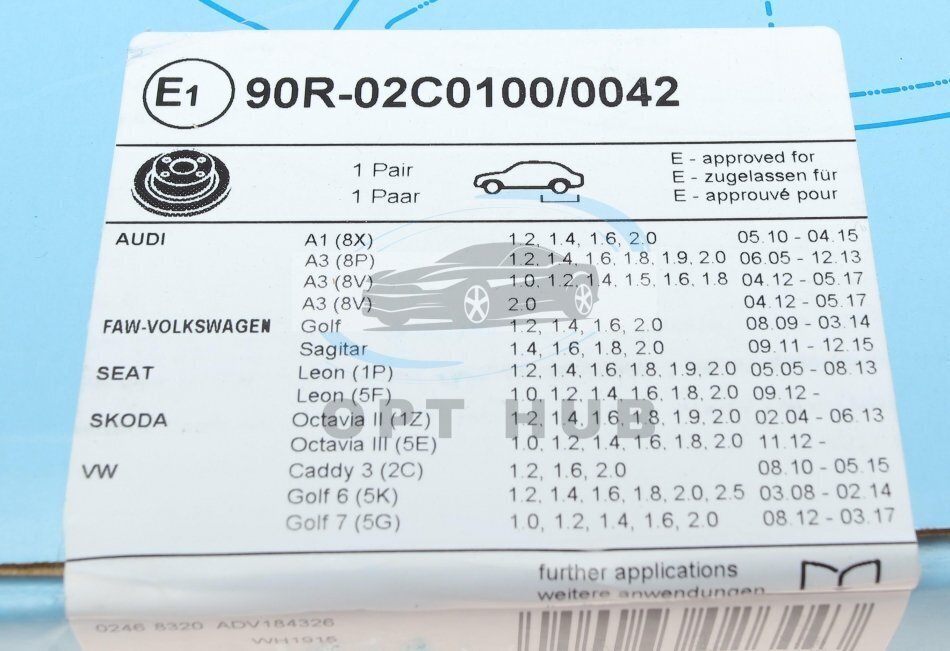 E1 90R-02C0100/0042
1 Pair
1 Paar
E - approved for
E - zugelassen für
E - approuvé pour
AUDI A1 (8X) 1.2, 1.4, 1.6, 2.0 05.10 - 04.15
A3 (8P) 1.2, 1.4, 1.6, 1.8, 1.9, 2.0 06.05 - 12.13
A3 (8V) 1.0, 1.2, 1.4, 1.5, 1.6, 1.8 04.12 - 05.17
A3 (8V) 2.0 04.12 - 05.17
FAW-VOLKSWAGEN Golf 1.2, 1.4, 1.6, 2.0 08.09 - 03.14
Sagitar 1.4, 1.6, 1.8, 2.0 09.11 - 12.15
SEAT Leon (1P) 1.2, 1.4, 1.6, 1.8, 1.9, 2.0 05.05 - 08.13
Leon (5F) 1.0, 1.2, 1.4, 1.6, 1.8, 2.0 09.12 -
OPT HUB
SKODA Octavia II (1Z) 1.2, 1.4, 1.6, 1.8, 1.9, 2.0 02.04 - 06.13
Octavia III (5E) 1.0, 1.2, 1.4, 1.6, 1.8, 2.0 11.12 -
VW Caddy 3 (2C) 1.2, 1.6, 2.0 08.10 - 05.15
Golf 6 (5K) 1.2, 1.4, 1.6, 1.8, 2.0, 2.5 03.08 - 02.14
Golf 7 (5G) 1.0, 1.2, 1.4, 1.6, 2.0 08.12 - 03.17
further applications
weitere anwendungen
0246 8320 ADV184326
WH1915